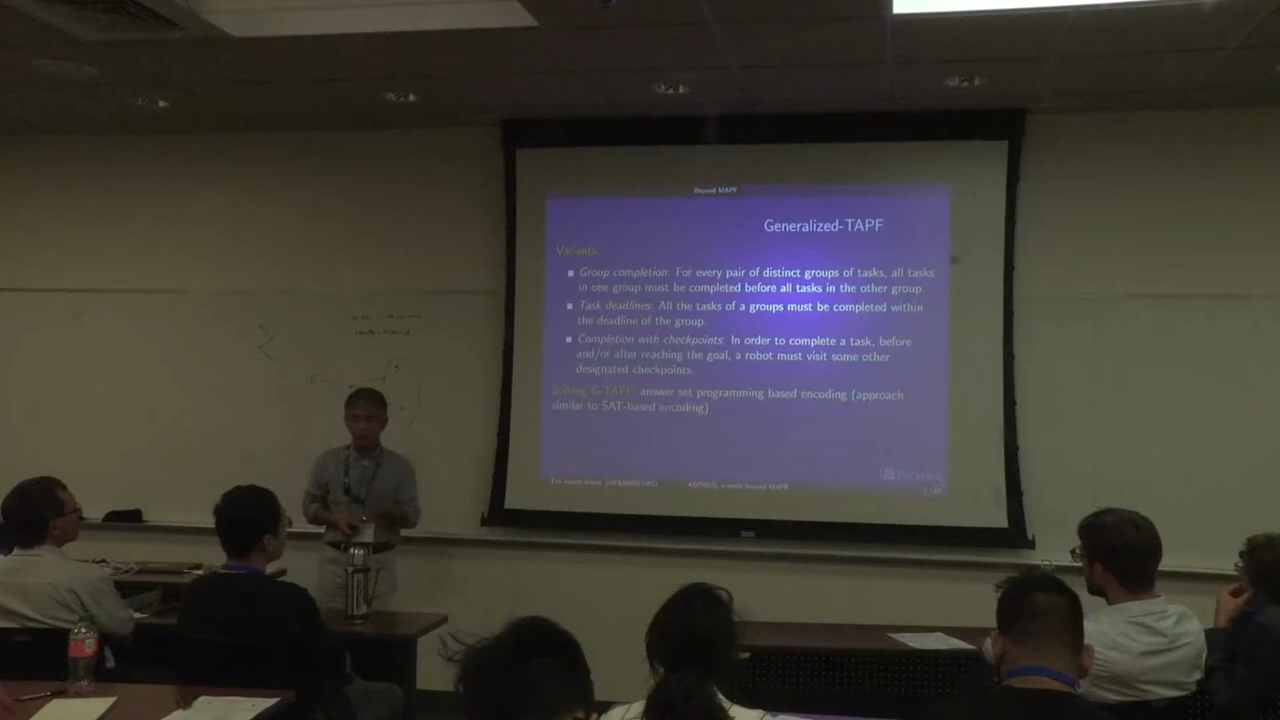 Beyond MAPF
Generalized-TAPF
Variants
Group completion: For every pair of distinct groups of tasks, all tasks
in one group must be completed before all tasks in the other group.
Task deadlines: All the tasks of a groups must be completed within
the deadline of the group.
Completion with checkpoints: In order to complete a task, before
and/or after reaching the goal, a robot must visit some other
designated checkpoints.
Solving G-TAPF: answer set programming based encoding (approach
similar to SAT-based encoding)